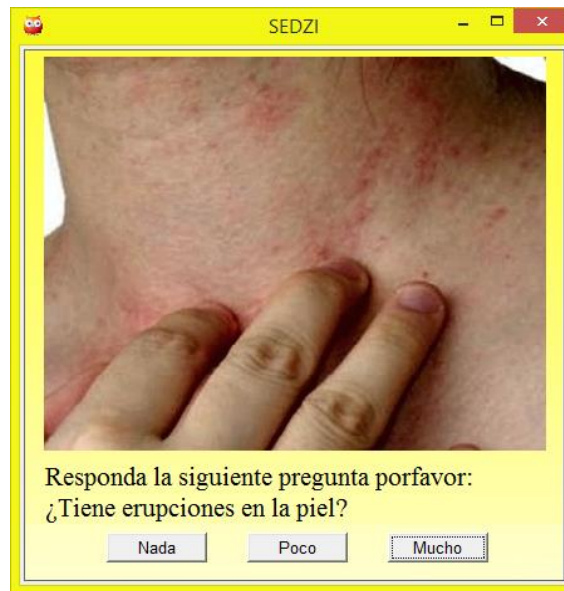 SEDZI
Responda la siguiente pregunta porfavor:
¿Tiene erupciones en la piel?
Nada Poco Mucho